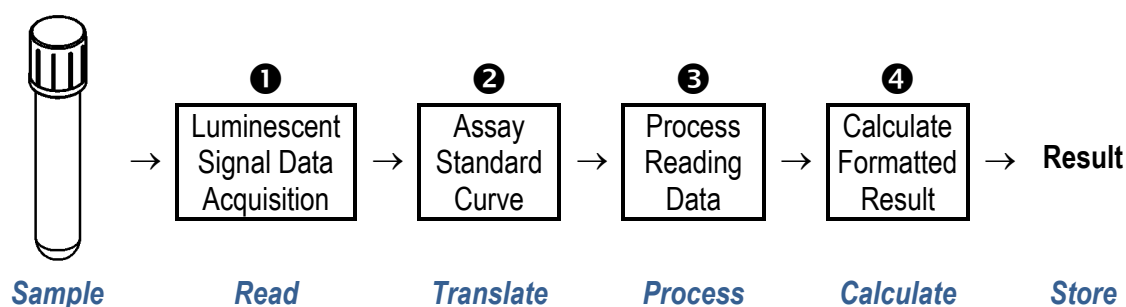 ❶ ❷ ❸ ❹
Luminescent Assay Process Calculate
→ Signal Data → Standard → Reading → Formatted → Result
Acquisition Curve Data Result
Sample Read Translate Process Calculate Store